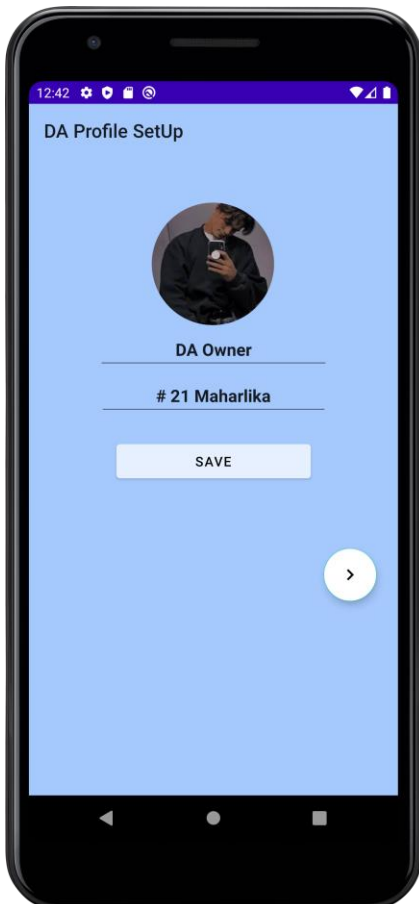 12:42
DA Profile SetUp
DA Owner
# 21 Maharlika
SAVE